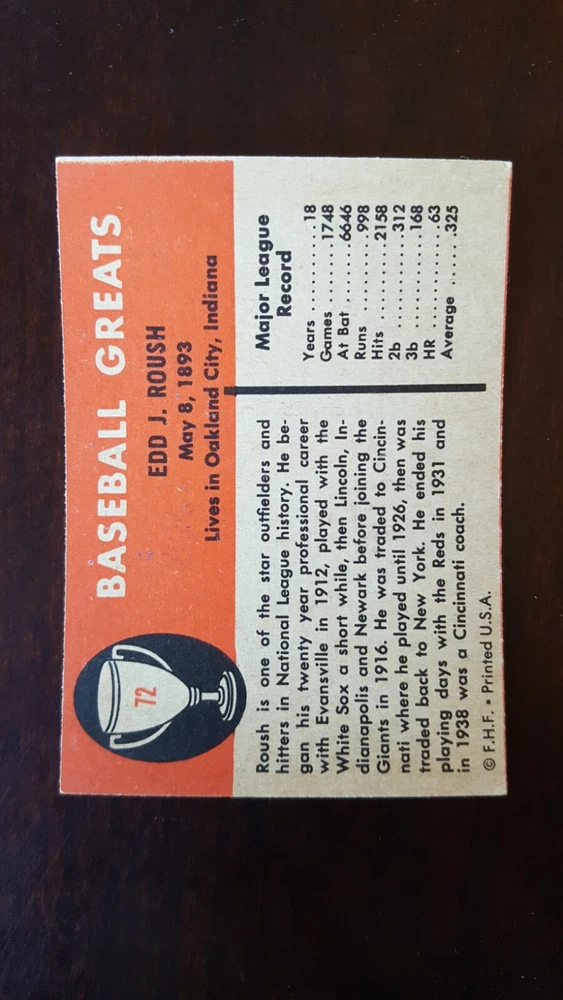 72
BASEBALL GREATS
EDD J. ROUSH
May 8, 1893
Lives in Oakland City, Indiana
Roush is one of the star outfielders and
hitters in National League history. He be-
gan his twenty year professional career
with Evansville in 1912, played with the
White Sox a short while, then Lincoln, In-
dianapolis and Newark before joining the
Giants in 1916. He was traded to Cincin-
nati where he played until 1926, then was
traded back to New York. He ended his
playing days with the Reds in 1931 and
in 1938 was a Cincinnati coach.
© F.H.F. • Printed U.S.A.
Major League
Record
Years ............ 18
Games ........ 1748
At Bat ........ 6646
Runs .......... 998
Hits ............ 2158
2b .............. 312
3b .............. 168
HR .............. 63
Average ...... .325